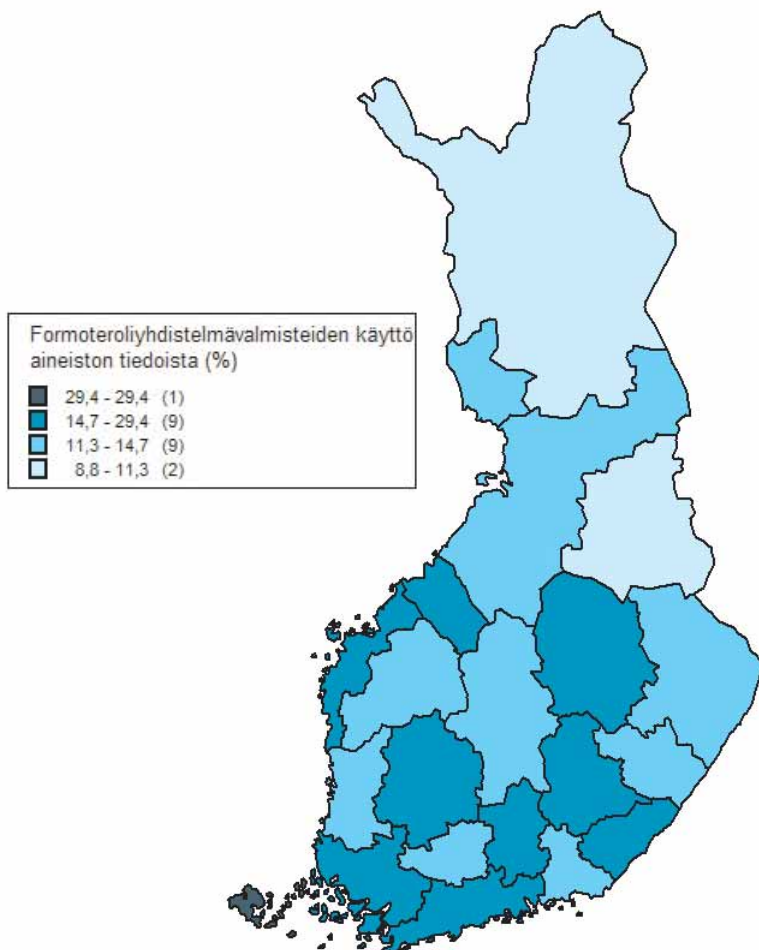 Formoteroliyhdistelmävalmisteiden käyttö
aineiston tiedoista (%)
29,4 - 29,4 (1)
14,7 - 29,4 (9)
11,3 - 14,7 (9)
8,8 - 11,3 (2)